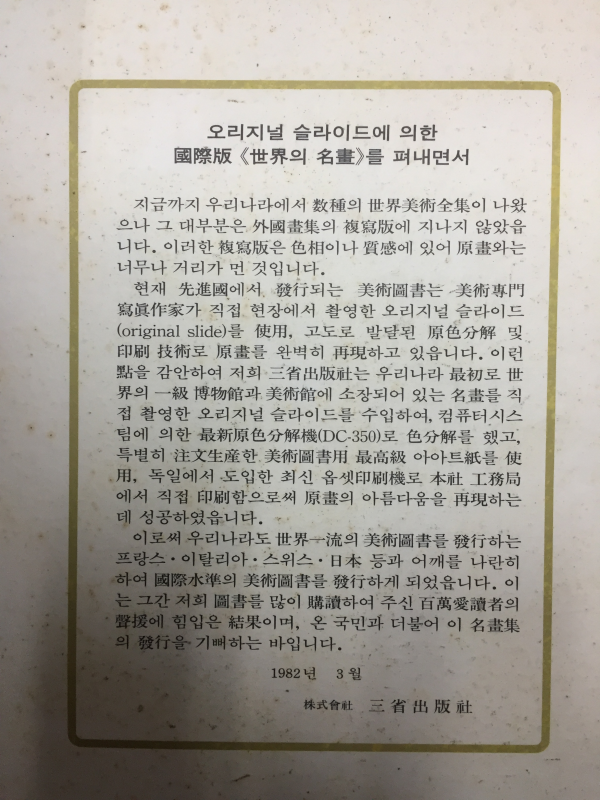 오리지널 슬라이드에 의한
國際版 《世界의 名畫》를 펴내면서
지금까지 우리나라에서 数種의 世界美術全集이 나왔
으나 그 대부분은 外國畫集의 複寫版에 지나지 않았읍
니다. 이러한 複寫版은 色相이나 質感에 있어 原畫와는
너무나 거리가 먼 것입니다.
현재 先進國에서 發行되는 美術圖書는 美術專門
寫眞作家가 직접 현장에서 촬영한 오리지널 슬라이드
(original slide)를 使用, 고도로 발달된 原色分解 및
印刷 技術로 原畫를 완벽히 再現하고 있읍니다. 이런
點을 감안하여 저희 三省出版社는 우리나라 最初로 世
界의 一級 博物館과 美術館에 소장되어 있는 名畫를 직
접 촬영한 오리지널 슬라이드를 수입하여, 컴퓨터시스
팀에 의한 最新原色分解機(DC-350)로 色分解를 했고,
특별히 注文生産한 美術圖書用 最高級 아아트紙를 使
用, 독일에서 도입한 최신 옵셋印刷機로 本社 工務局
에서 직접 印刷함으로써 原畫의 아름다움을 再現하는
데 성공하였읍니다.
이로써 우리나라도 世界一流의 美術圖書를 發行하는
프랑스·이탈리아·스위스·日本 등과 어깨를 나란히
하여 國際水準의 美術圖書를 發行하게 되었읍니다. 이
는 그간 저희 圖書를 많이 購讀하여 주신 百萬愛讀者의
聲援에 힘입은 結果이며, 온 국민과 더불어 이 名畫集
의 發行을 기뻐하는 바입니다.
1982년 3월
株式會社 三省出版社